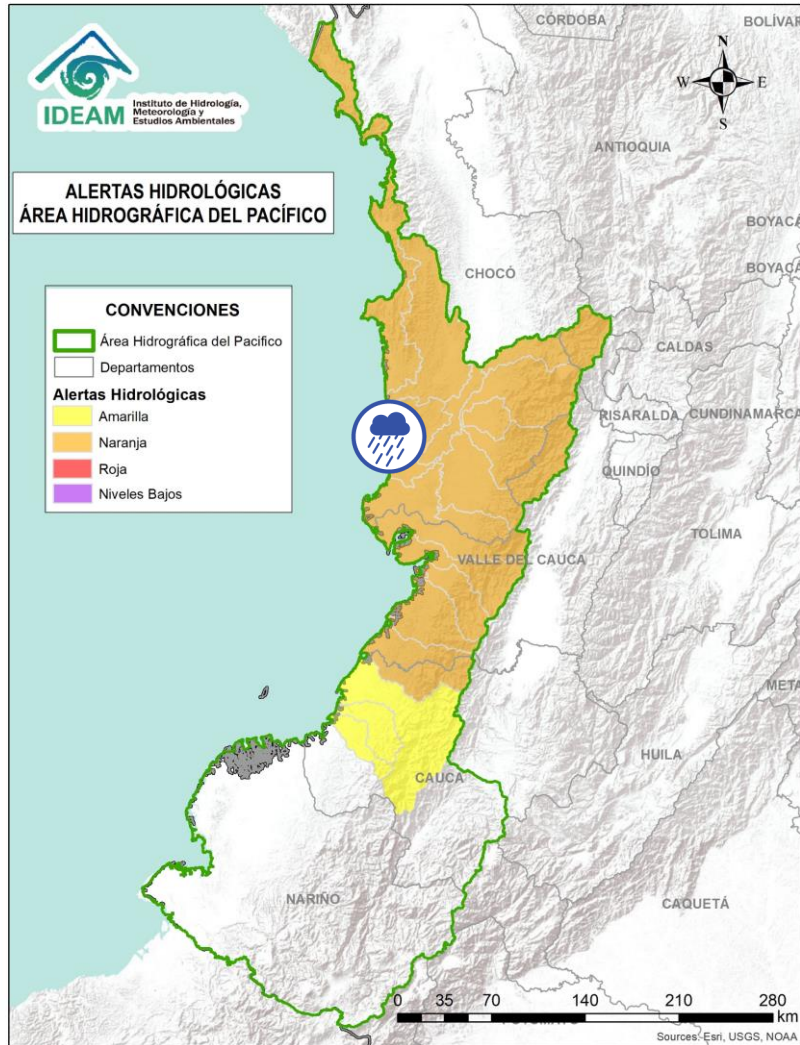 IDEAM
Instituto de Hidrología,
Meteorología y
Estudios Ambientales
ALERTAS HIDROLÓGICAS
ÁREA HIDROGRÁFICA DEL PACÍFICO
CONVENCIONES
Área Hidrográfica del Pacifico
Departamentos
Alertas Hidrológicas
Amarilla
Naranja
Roja
Niveles Bajos
N
W E
S
CÓRDOBA
BOLÍVAR
ANTIOQUIA
BOYACÁ
BOYACÁ
CHOCÓ
CALDAS
RISARALDA
CUNDINAMARCA
QUINDÍO
TOLIMA
VALLE DEL CAUCA
META
HUILA
CAUCA
NARIÑO
CAQUETÁ
0 35 70 140 210 280
km
Sources: Esri, USGS, NOAA